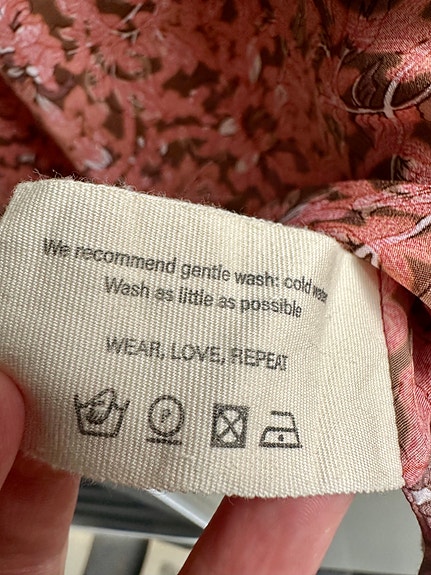 We recommend gentle wash: cold water
Wash as little as possible
WEAR, LOVE, REPEAT
P